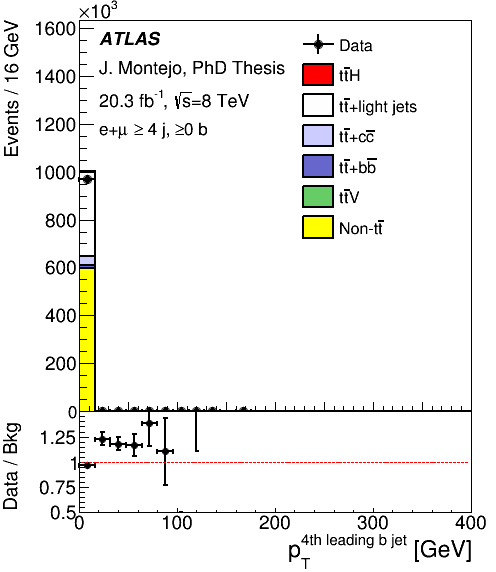 ×10³
Events / 16 GeV
1600
1400
1200
1000
800
600
400
200
0
ATLAS
J. Montejo, PhD Thesis
20.3 fb⁻¹, √s=8 TeV
e+μ ≥ 4 j, ≥0 b
Data
tt̄H
tt̄+light jets
tt̄+cc̄
tt̄+bb̄
tt̄V
Non-tt̄
Data / Bkg
1.25
1
0.75
0.5
0 100 200 300 400
p_T^4th leading b jet [GeV]